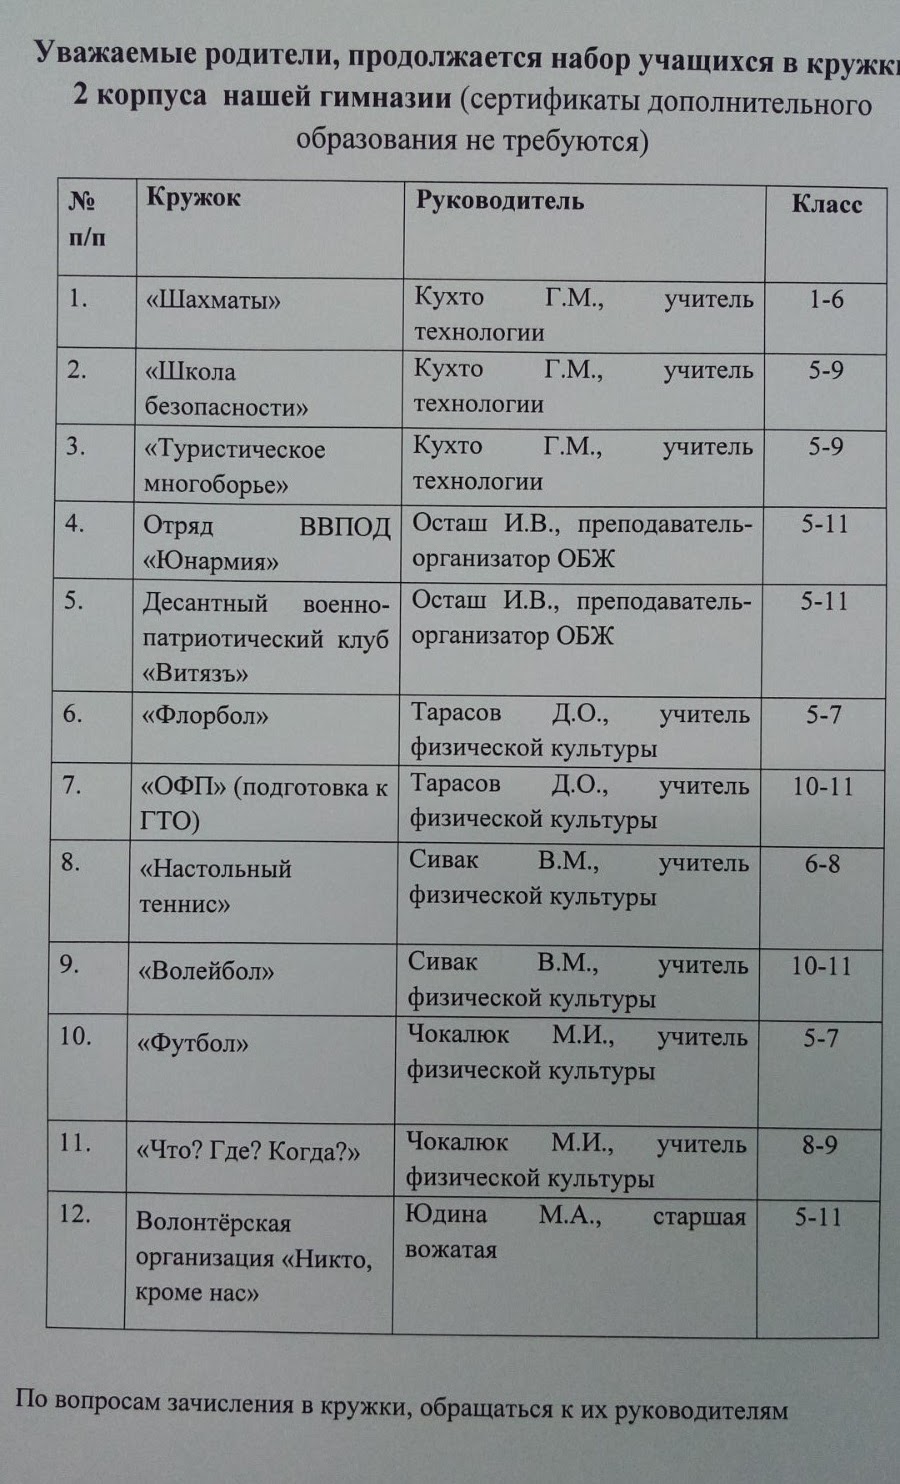 Уважаемые родители, продолжается набор учащихся в кружки
2 корпуса нашей гимназии (сертификаты дополнительного
образования не требуются)
№ п/п Кружок Руководитель Класс
1. «Шахматы» Кухто Г.М., учитель технологии 1-6
2. «Школа безопасности» Кухто Г.М., учитель технологии 5-9
3. «Туристическое многоборье» Кухто Г.М., учитель технологии 5-9
4. Отряд ВВПОД «Юнармия» Осташ И.В., преподаватель-организатор ОБЖ 5-11
5. Десантный военно-патриотический клуб «Витязъ» Осташ И.В., преподаватель-организатор ОБЖ 5-11
6. «Флорбол» Тарасов Д.О., учитель физической культуры 5-7
7. «ОФП» (подготовка к ГТО) Тарасов Д.О., учитель физической культуры 10-11
8. «Настольный теннис» Сивак В.М., учитель физической культуры 6-8
9. «Волейбол» Сивак В.М., учитель физической культуры 10-11
10. «Футбол» Чокалюк М.И., учитель физической культуры 5-7
11. «Что? Где? Когда?» Чокалюк М.И., учитель физической культуры 8-9
12. Волонтёрская организация «Никто, кроме нас» Юдина М.А., старшая вожатая 5-11
По вопросам зачисления в кружки, обращаться к их руководителям